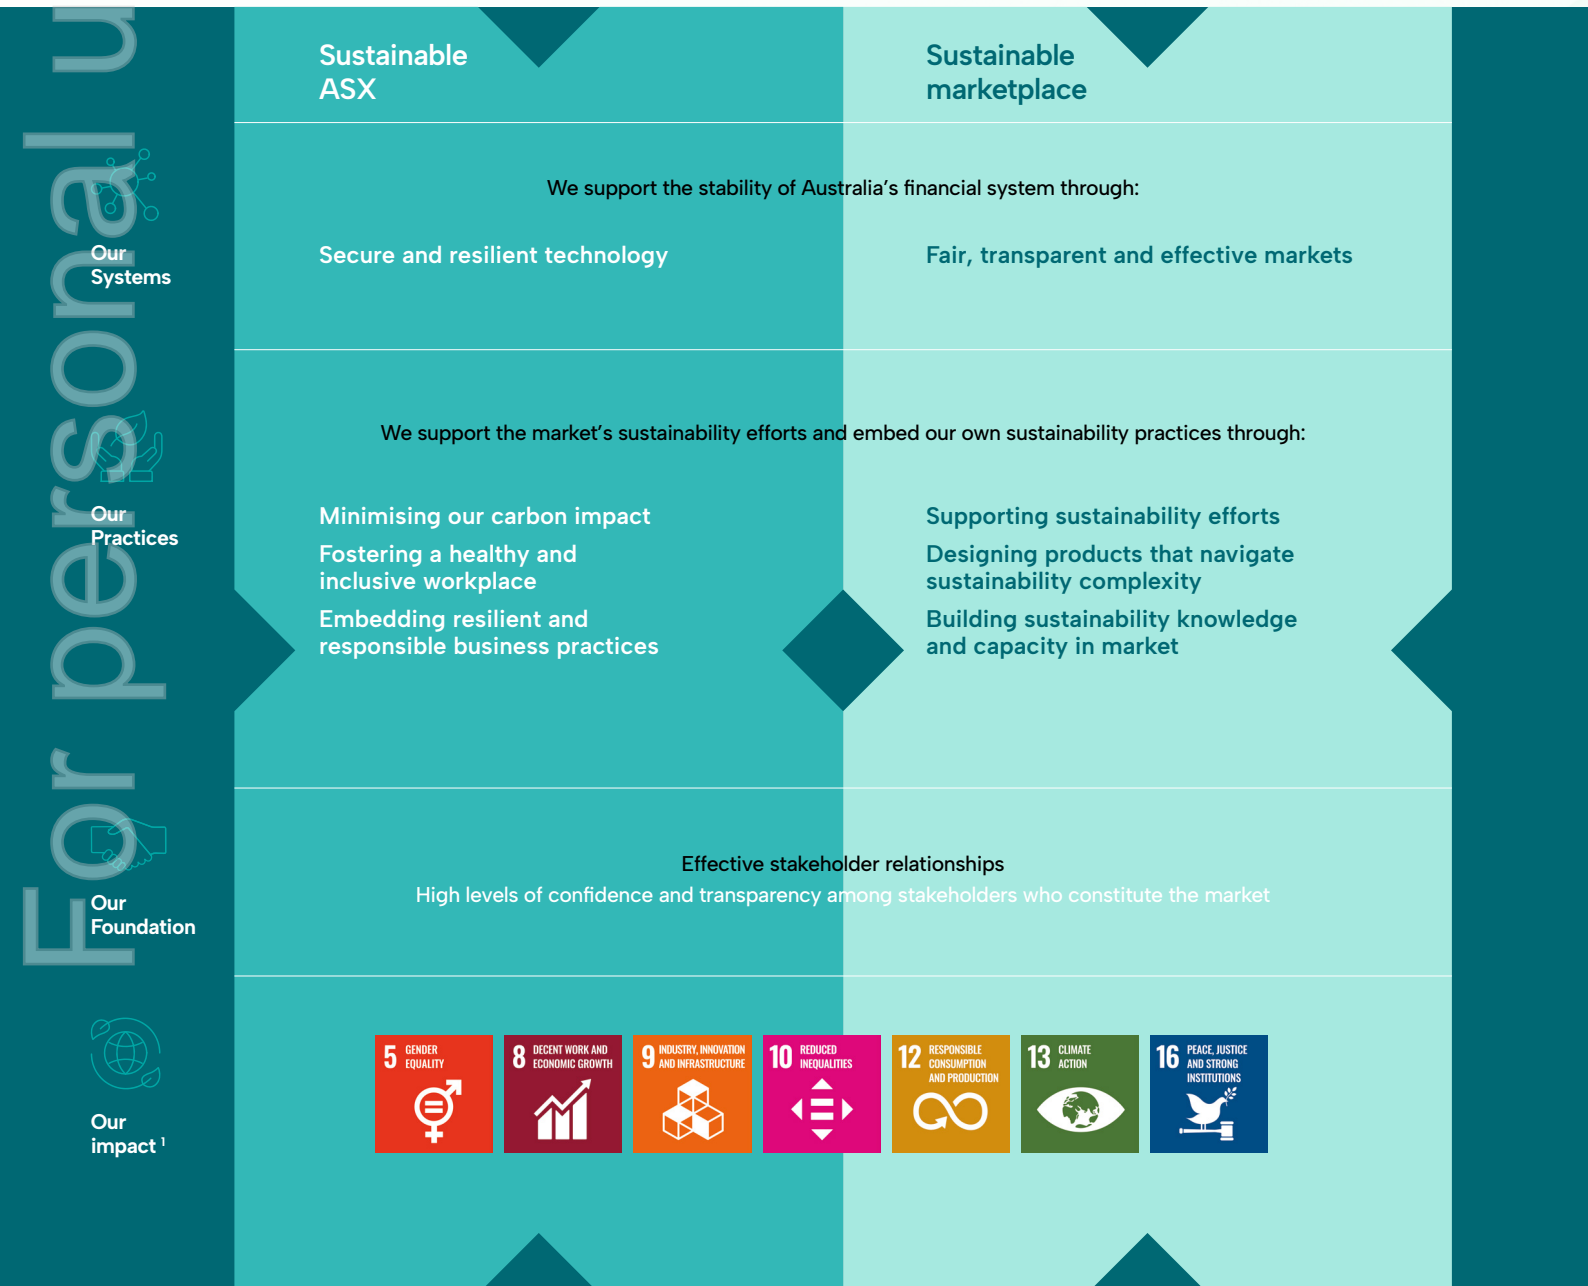 For personal u
Sustainable
ASX
Sustainable
marketplace
Our
Systems
We support the stability of Australia's financial system through:
Secure and resilient technology
Fair, transparent and effective markets
Our
Practices
We support the market's sustainability efforts and embed our own sustainability practices through:
Minimising our carbon impact
Fostering a healthy and
inclusive workplace
Embedding resilient and
responsible business practices
Supporting sustainability efforts
Designing products that navigate
sustainability complexity
Building sustainability knowledge
and capacity in market
Our
Foundation
Effective stakeholder relationships
High levels of confidence and transparency among stakeholders who constitute the market
Our
impact ¹
5 GENDER
EQUALITY
8 DECENT WORK AND
ECONOMIC GROWTH
9 INDUSTRY, INNOVATION
AND INFRASTRUCTURE
10 REDUCED
INEQUALITIES
12 RESPONSIBLE
CONSUMPTION
AND PRODUCTION
13 CLIMATE
ACTION
16 PEACE, JUSTICE
AND STRONG
INSTITUTIONS